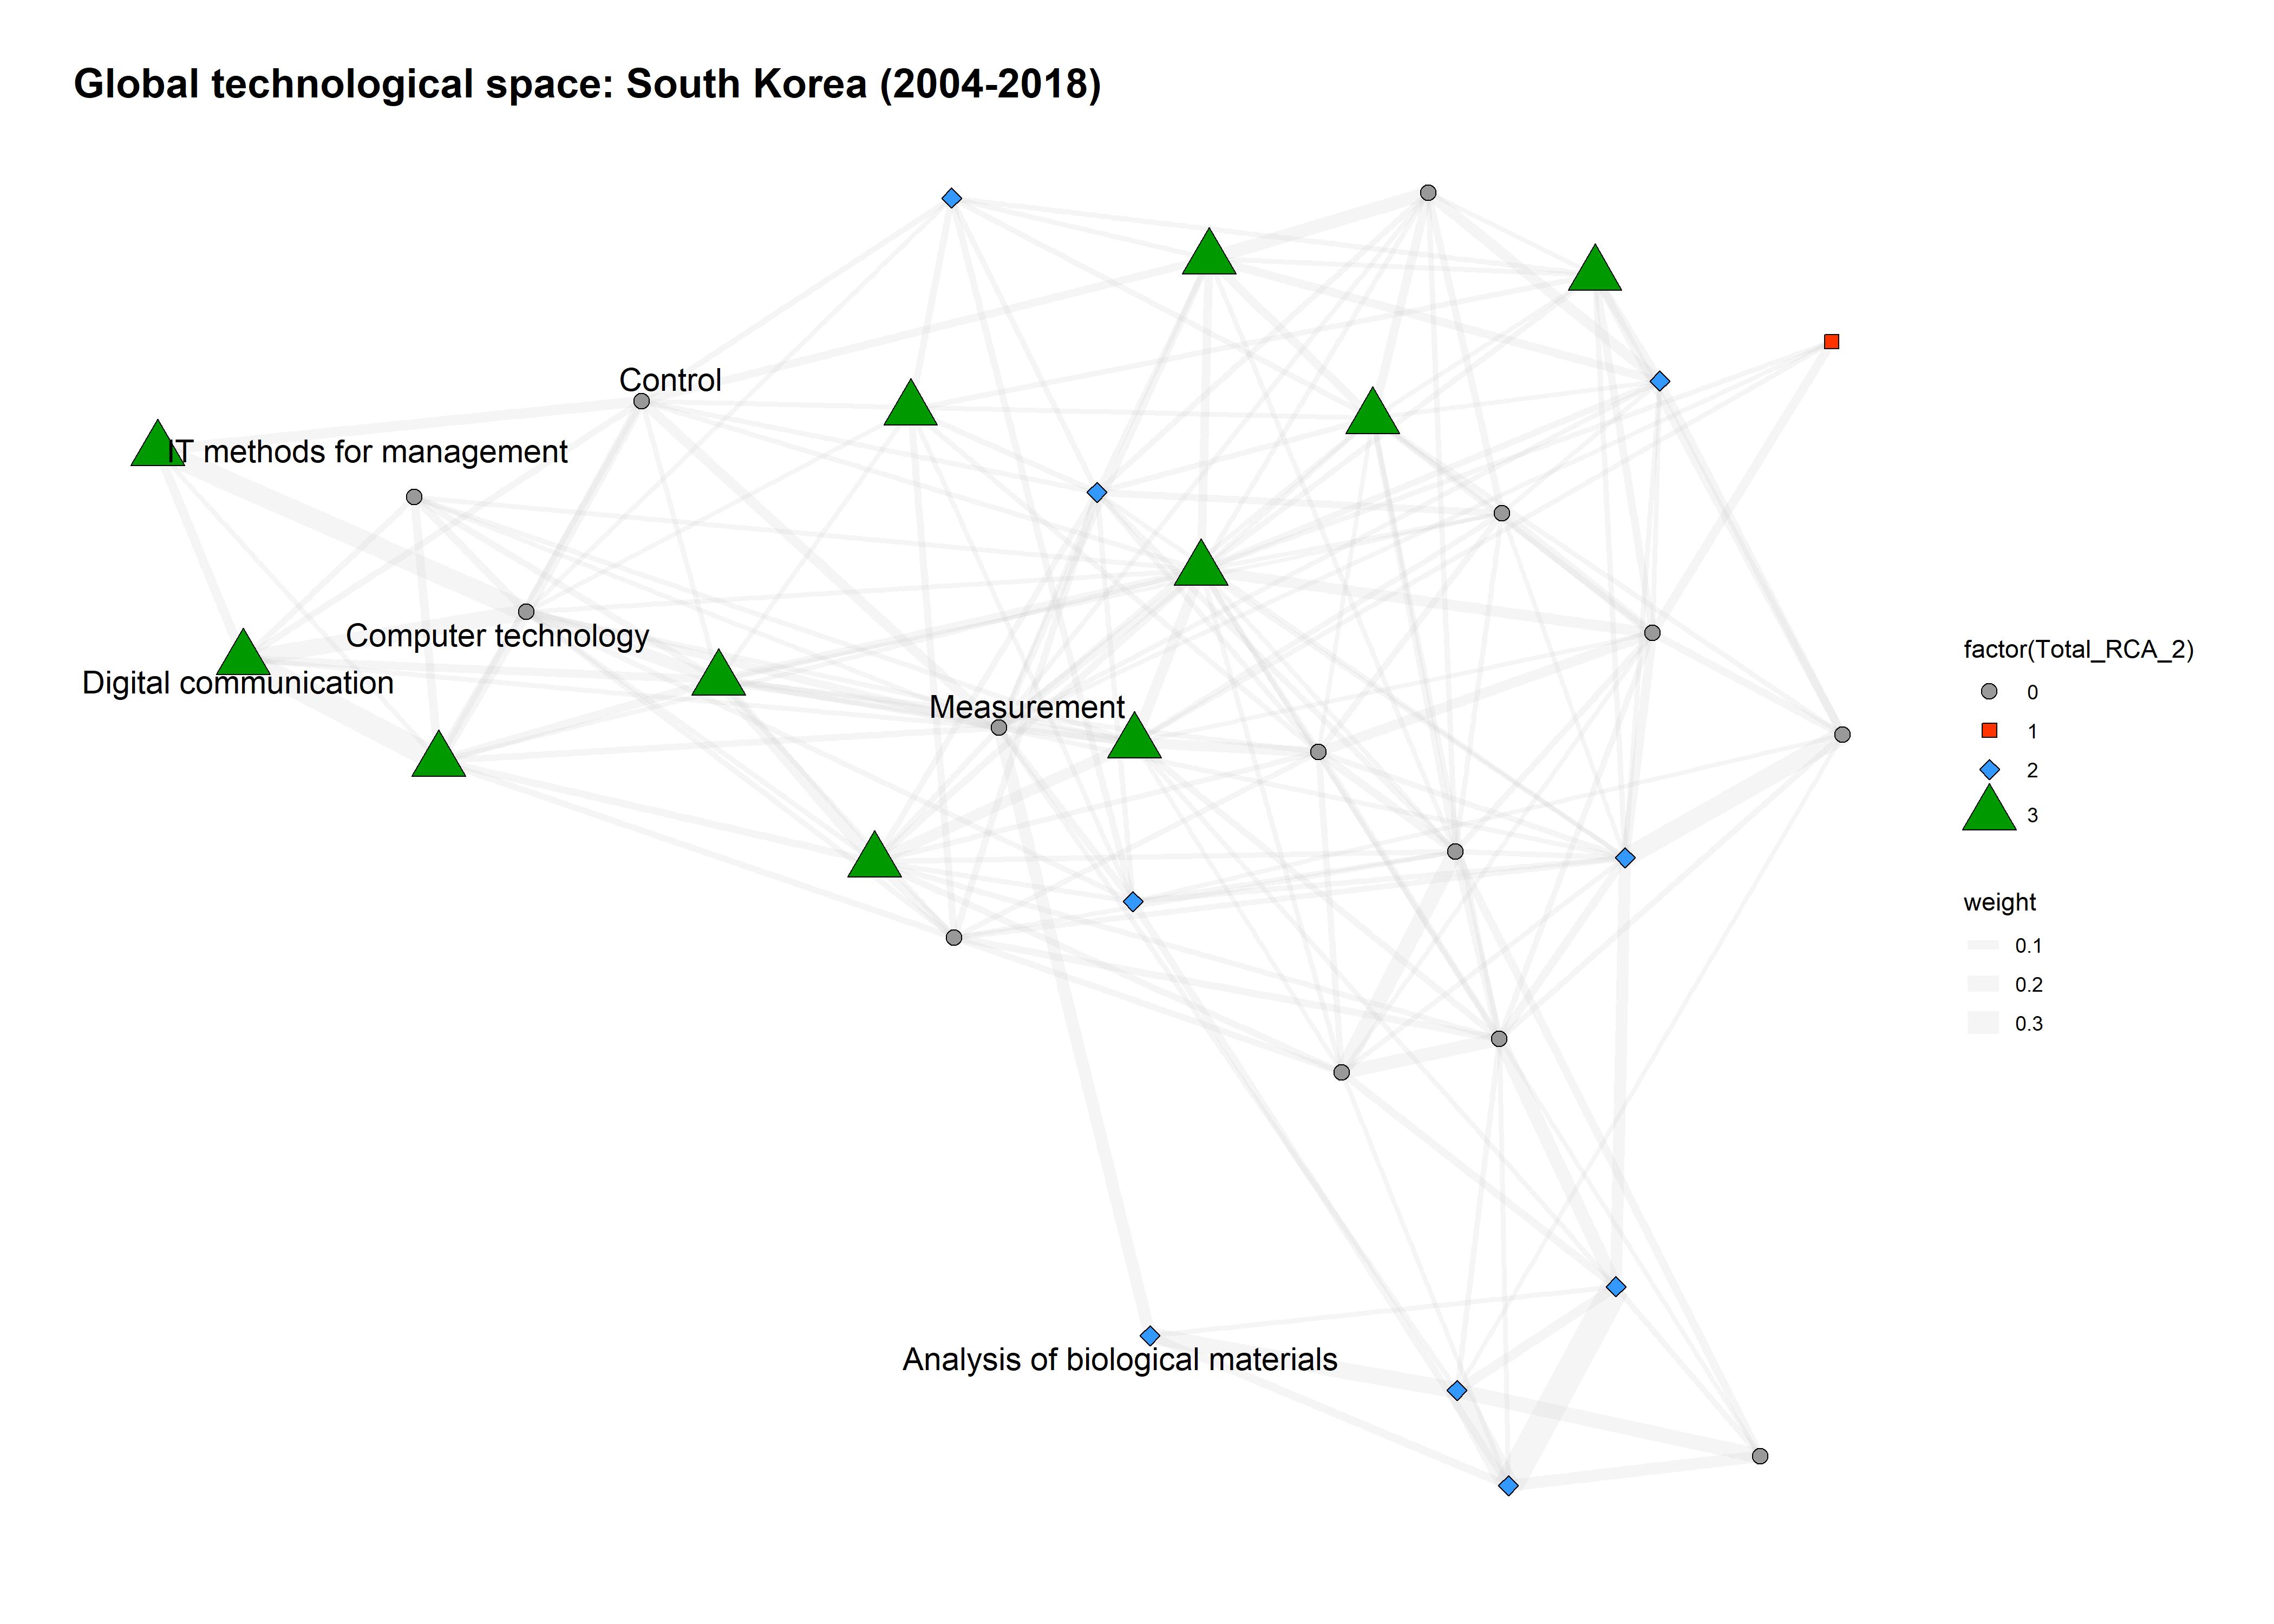 Global technological space: South Korea (2004-2018)
Control
IT methods for management
Computer technology
Digital communication
Measurement
Analysis of biological materials
factor(Total_RCA_2)
0
1
2
3
weight
0.1
0.2
0.3